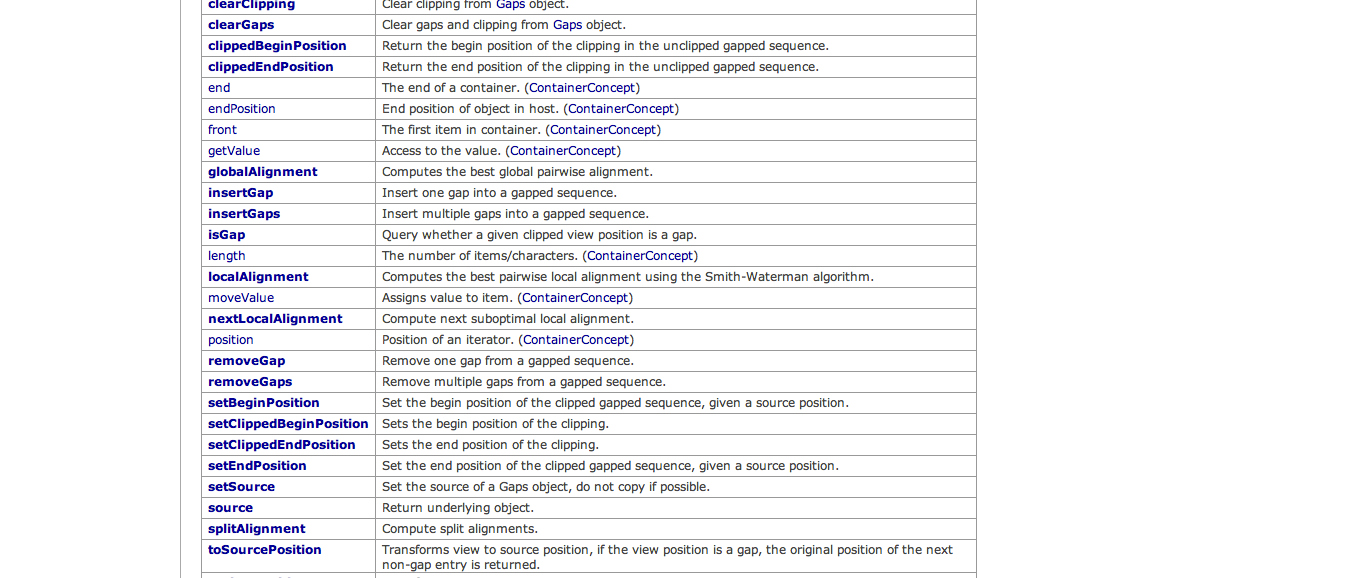 clearClipping Clear clipping from Gaps object.
clearGaps Clear gaps and clipping from Gaps object.
clippedBeginPosition Return the begin position of the clipping in the unclipped gapped sequence.
clippedEndPosition Return the end position of the clipping in the unclipped gapped sequence.
end The end of a container. (ContainerConcept)
endPosition End position of object in host. (ContainerConcept)
front The first item in container. (ContainerConcept)
getValue Access to the value. (ContainerConcept)
globalAlignment Computes the best global pairwise alignment.
insertGap Insert one gap into a gapped sequence.
insertGaps Insert multiple gaps into a gapped sequence.
isGap Query whether a given clipped view position is a gap.
length The number of items/characters. (ContainerConcept)
localAlignment Computes the best pairwise local alignment using the Smith-Waterman algorithm.
moveValue Assigns value to item. (ContainerConcept)
nextLocalAlignment Compute next suboptimal local alignment.
position Position of an iterator. (ContainerConcept)
removeGap Remove one gap from a gapped sequence.
removeGaps Remove multiple gaps from a gapped sequence.
setBeginPosition Set the begin position of the clipped gapped sequence, given a source position.
setClippedBeginPosition Sets the begin position of the clipping.
setClippedEndPosition Sets the end position of the clipping.
setEndPosition Set the end position of the clipped gapped sequence, given a source position.
setSource Set the source of a Gaps object, do not copy if possible.
source Return underlying object.
splitAlignment Compute split alignments.
toSourcePosition Transforms view to source position, if the view position is a gap, the original position of the next
non-gap entry is returned.